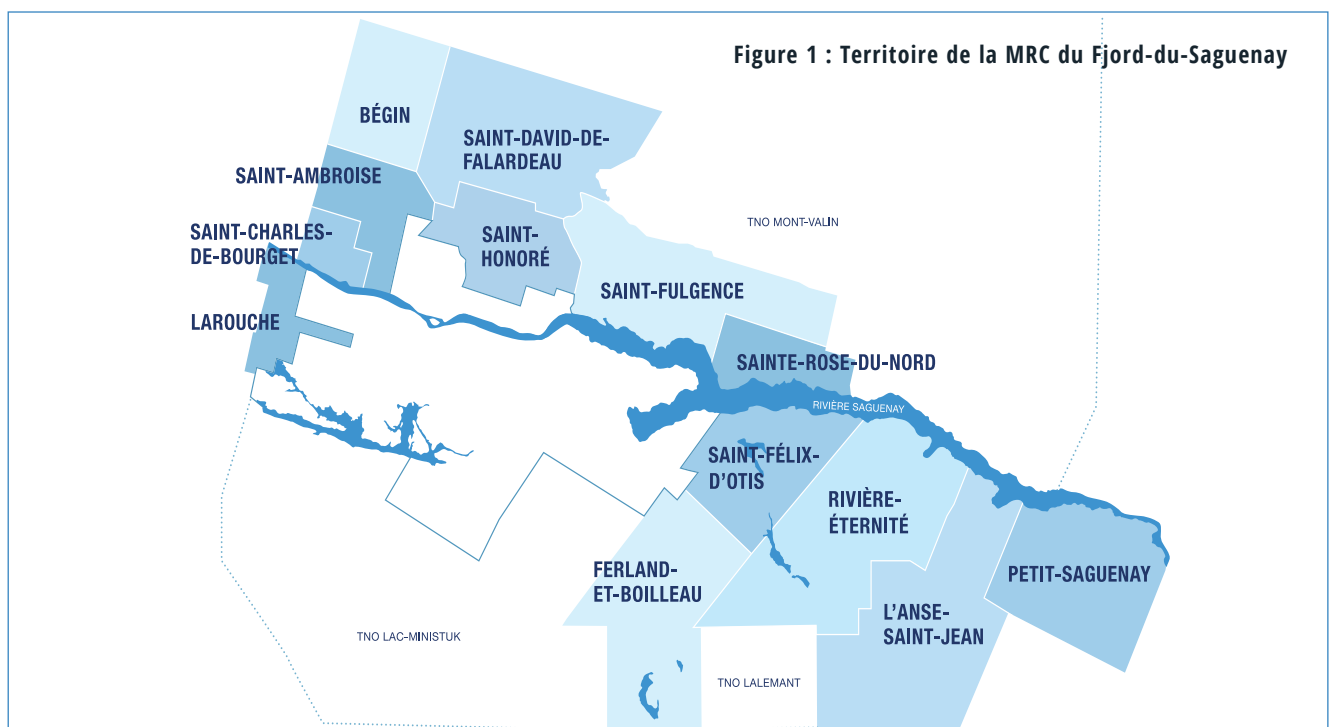 Figure 1 : Territoire de la MRC du Fjord-du-Saguenay
BÉGIN
SAINT-DAVID-DE-
FALARDEAU
SAINT-AMBROISE
SAINT-CHARLES-
DE-BOURGET
SAINT-
HONORÉ
TNO MONT-VALIN
SAINT-FULGENCE
LAROUCHE
SAINTE-ROSE-DU-NORD
RIVIÈRE SAGUENAY
SAINT-FÉLIX-
D'OTIS
RIVIÈRE-
ÉTERNITÉ
FERLAND-
ET-BOILLEAU
PETIT-SAGUENAY
L'ANSE-
SAINT-JEAN
TNO LAC-MINISTUK
TNO LALEMANT